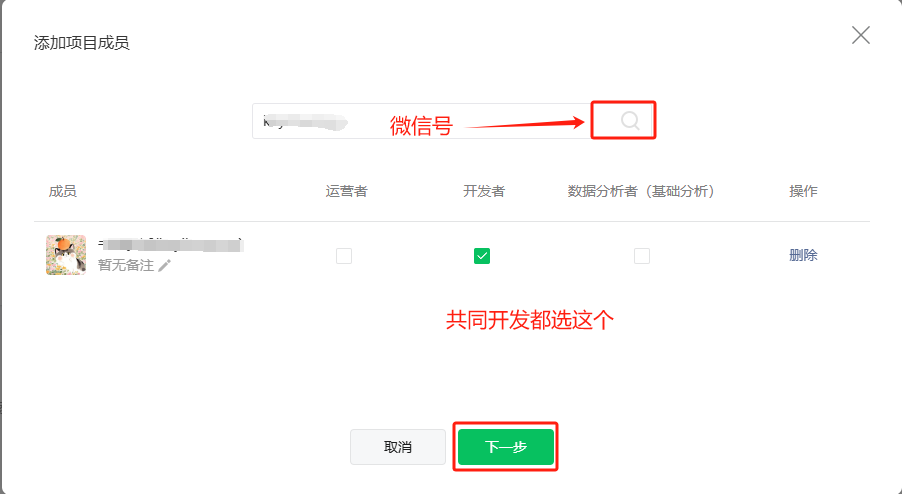 添加项目成员
微信号
成员 运营者 开发者 数据分析者（基础分析） 操作
暂无备注 删除
共同开发都选这个
取消 下一步